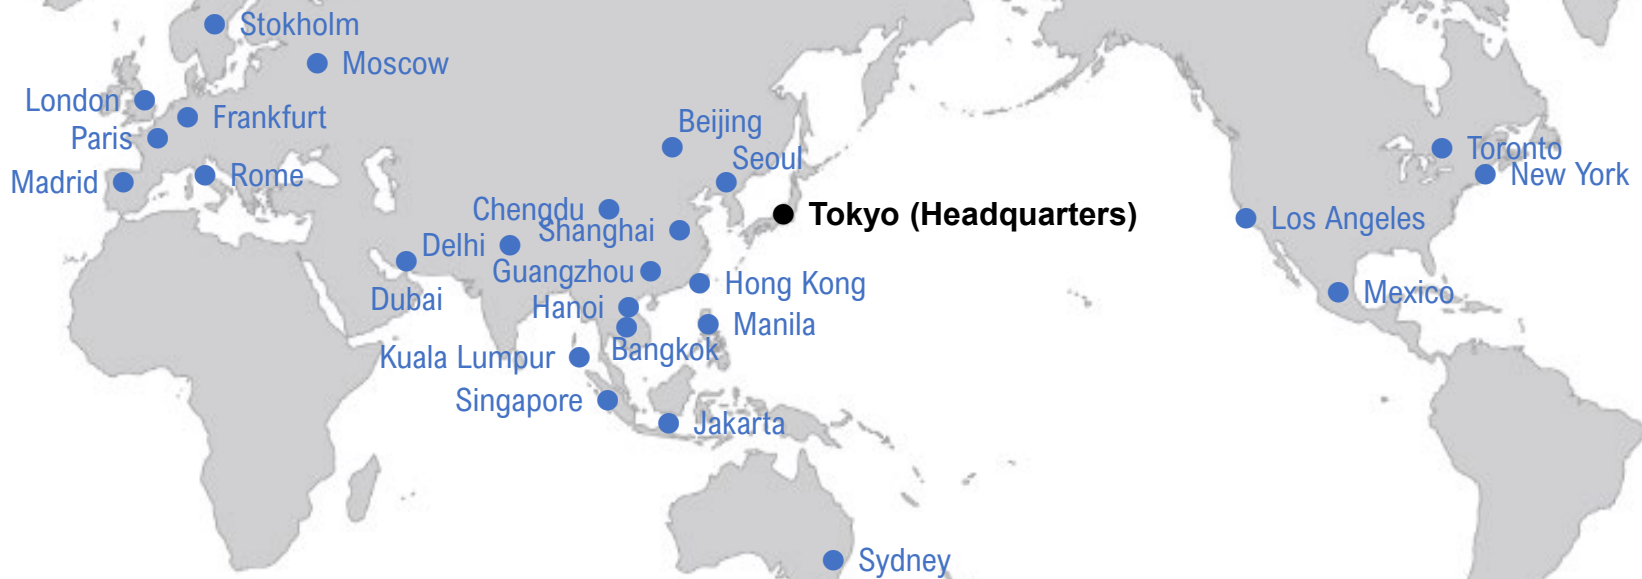 Stokholm
Moscow
London
Frankfurt
Paris
Madrid
Rome
Beijing
Seoul
Toronto
New York
Chengdu
Shanghai
Tokyo (Headquarters)
Los Angeles
Delhi
Guangzhou
Dubai
Hong Kong
Hanoi
Mexico
Manila
Bangkok
Kuala Lumpur
Singapore
Jakarta
Sydney